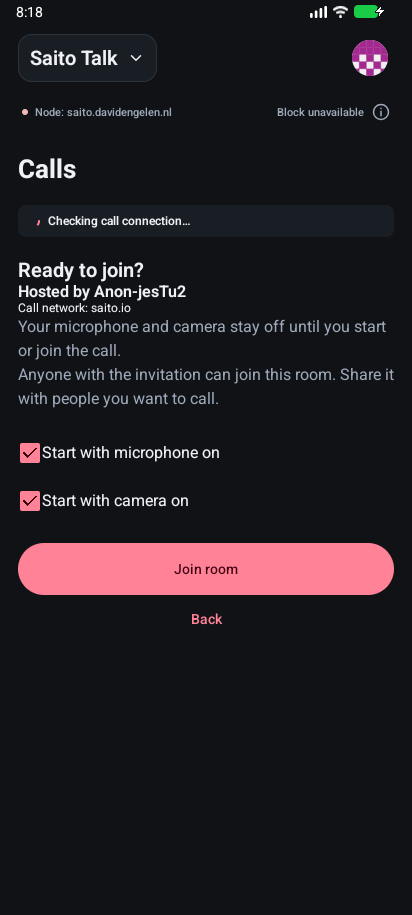 8:18
Saito Talk
Node: saito.davidengelen.nl
Block unavailable
Calls
Checking call connection...
Ready to join?
Hosted by Anon-jesTu2
Call network: saito.io
Your microphone and camera stay off until you start
or join the call.
Anyone with the invitation can join this room. Share it
with people you want to call.
Start with microphone on
Start with camera on
Join room
Back